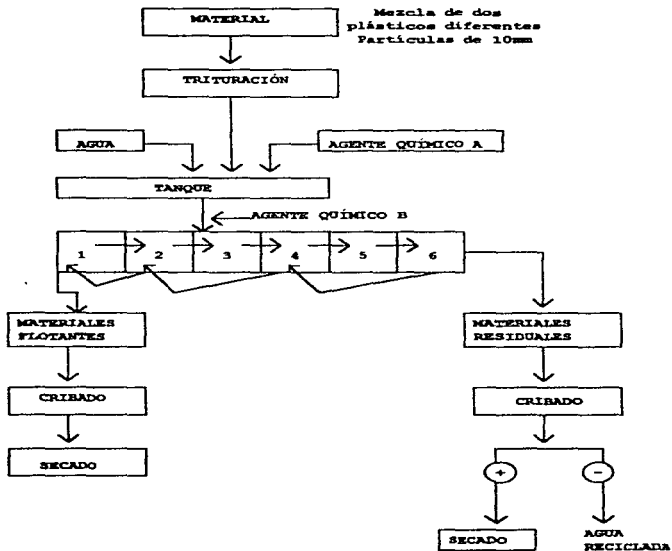 MATERIAL
Mezcla de dos
plásticos diferentes
Partículas de 10mm
TRITURACIÓN
AGUA
AGENTE QUÍMICO A
TANQUE
AGENTE QUÍMICO B
1 2 3 4 5 6
MATERIALES
FLOTANTES
MATERIALES
RESIDUALES
CRIBADO
CRIBADO
SECADO
+ -
SECADO
AGUA
RECICLADA